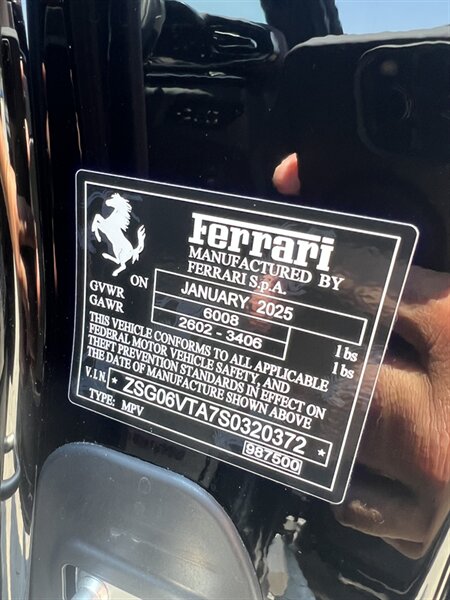 Ferrari
MANUFACTURED BY
FERRARI S.p.A.
ON JANUARY 2025
GVWR 6008 lbs
GAWR 2602 - 3406 lbs
THIS VEHICLE CONFORMS TO ALL APPLICABLE
FEDERAL MOTOR VEHICLE SAFETY, AND
THEFT PREVENTION STANDARDS IN EFFECT ON
THE DATE OF MANUFACTURE SHOWN ABOVE
V.I.N. * ZSG06VTA7S0320372 *
TYPE: MPV 987500